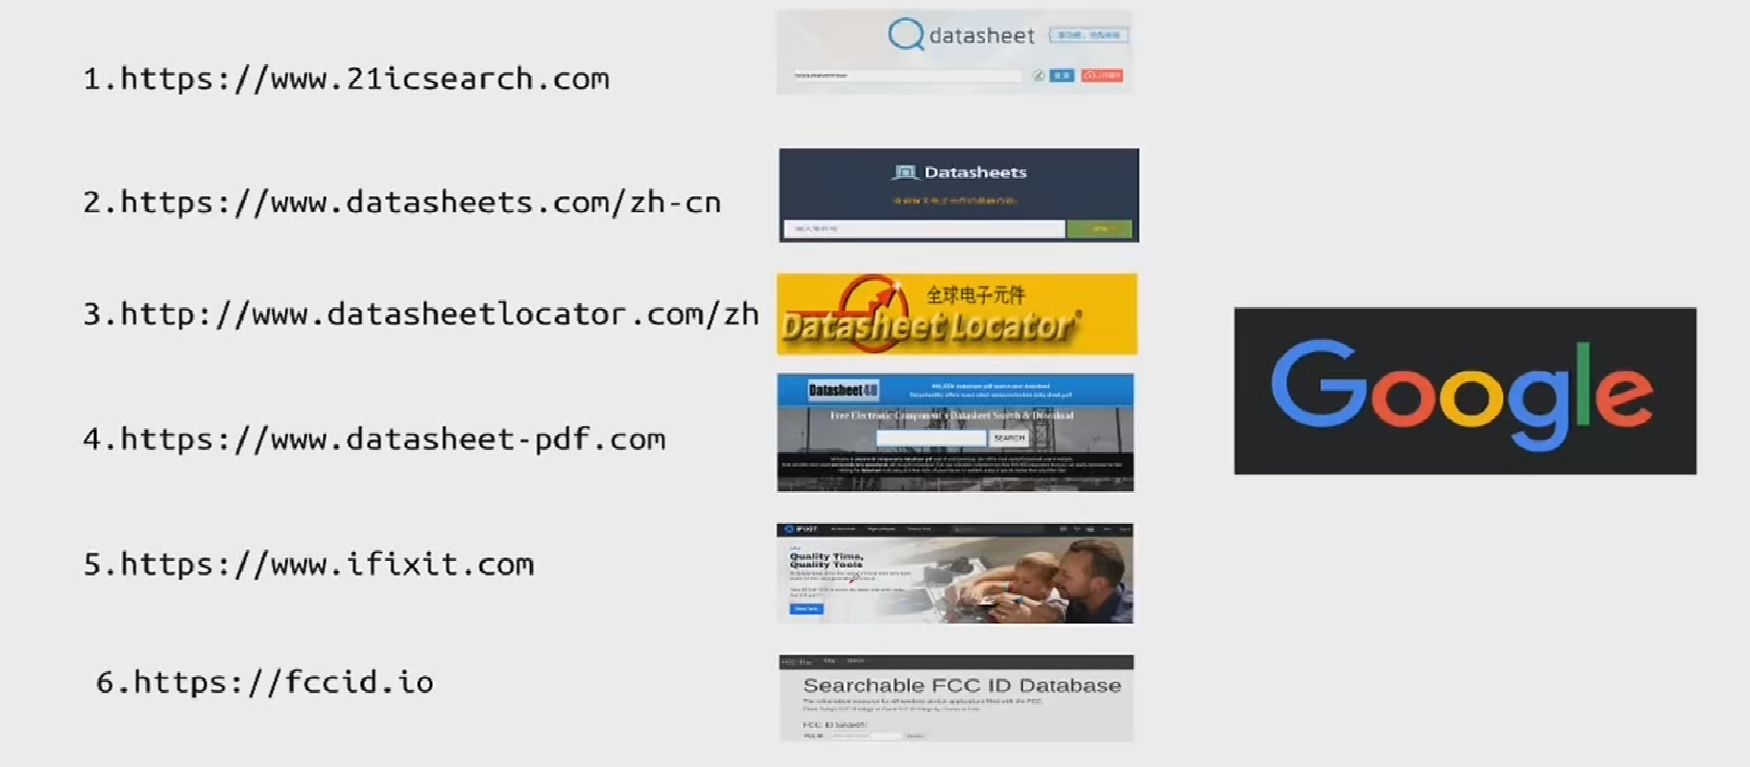 1.https://www.21icsearch.com
datasheet
2.https://www.datasheets.com/zh-cn
Datasheets
3.http://www.datasheetlocator.com/zh
全球电子元件
Datasheet Locator
4.https://www.datasheet-pdf.com
Datasheet4U
Free Electronic Component's Datasheet Search & Download
SEARCH
5.https://www.ifixit.com
IFIXIT
Quality Time,
Quality Tools
6.https://fccid.io
Searchable FCC ID Database
FCC ID Search
FCC ID
Google